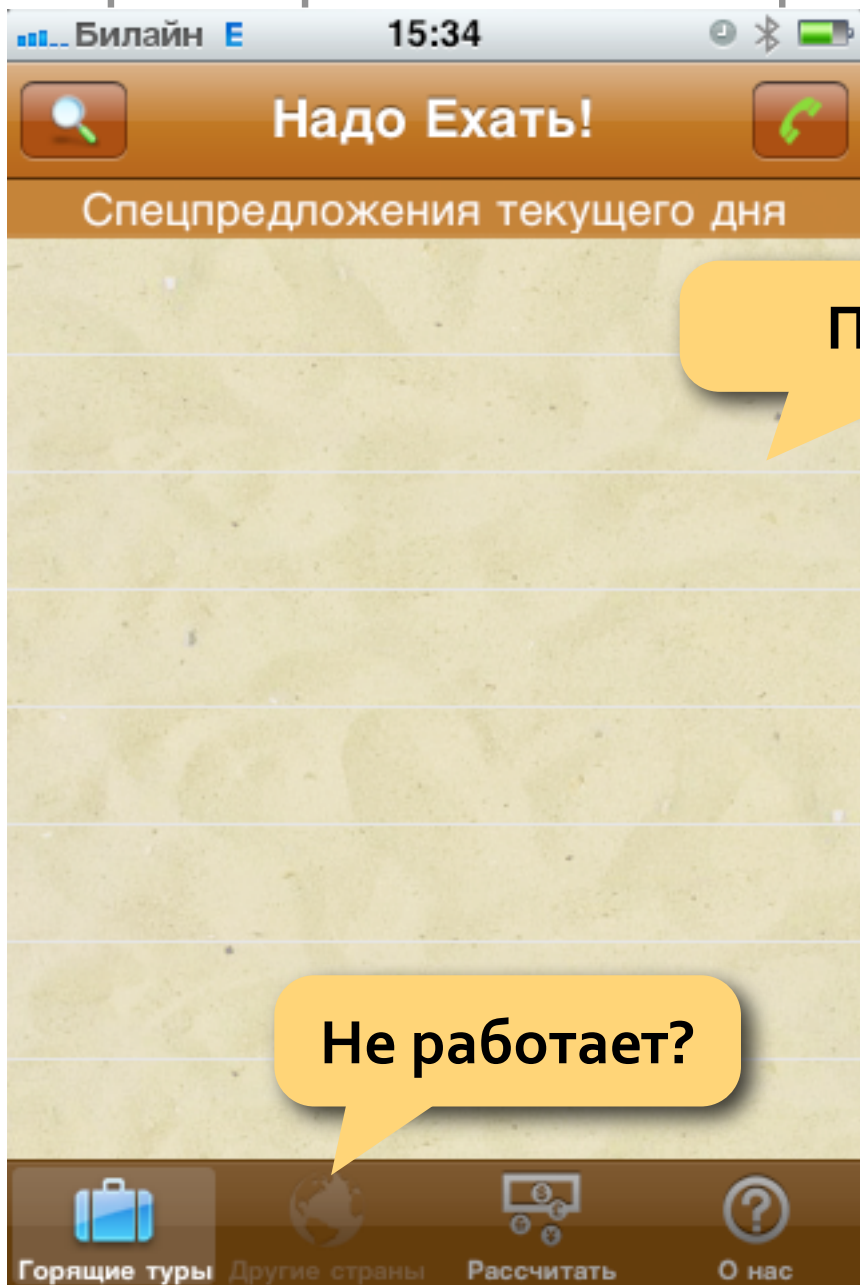 Билайн E 15:34
Надо Ехать!
Спецпредложения текущего дня
Не работает?
Горящие туры Другие страны Рассчитать О нас